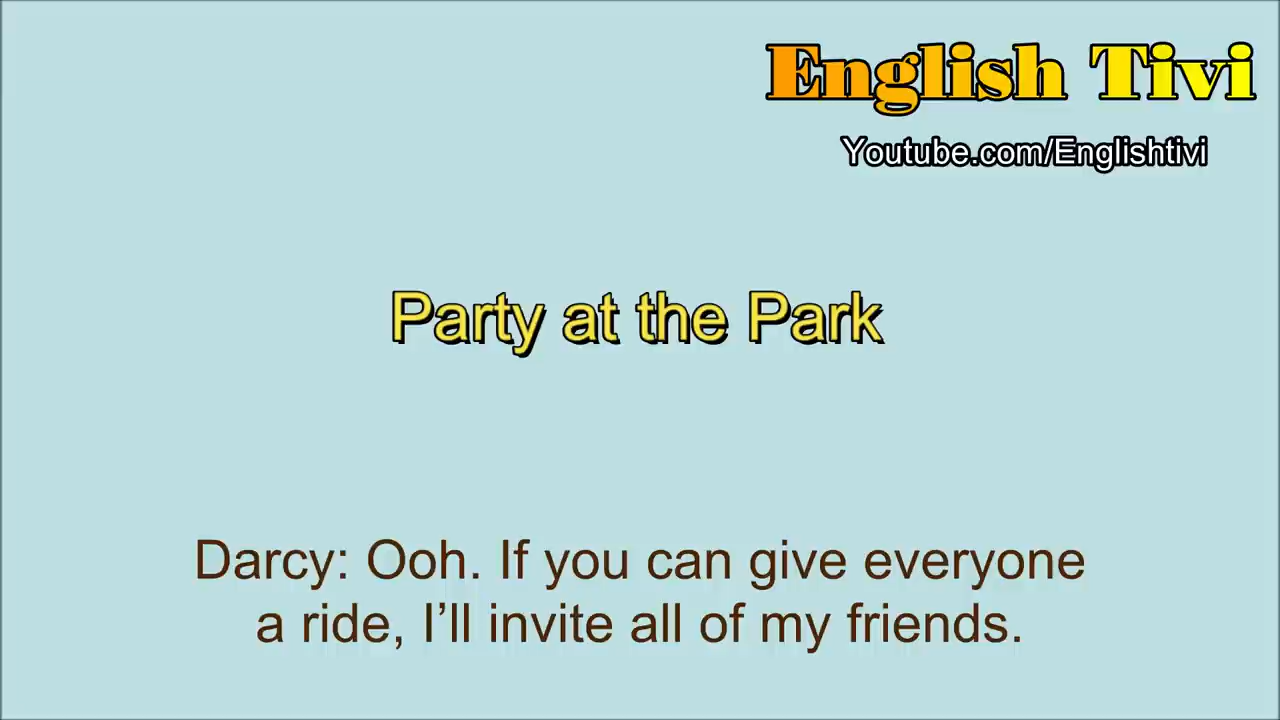 English Tivi
Youtube.com/Englishtivi
Party at the Park
Darcy: Ooh. If you can give everyone
a ride, I’ll invite all of my friends.